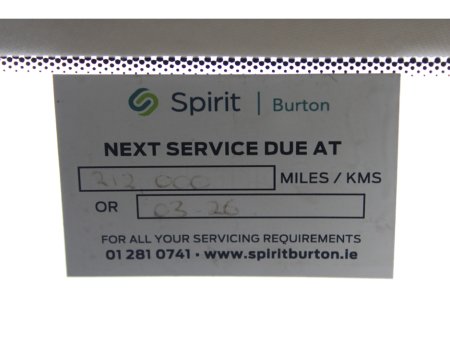 Spirit | Burton
NEXT SERVICE DUE AT
212 000 MILES / KMS
OR 03-26
FOR ALL YOUR SERVICING REQUIREMENTS
01 281 0741 • www.spiritburton.ie